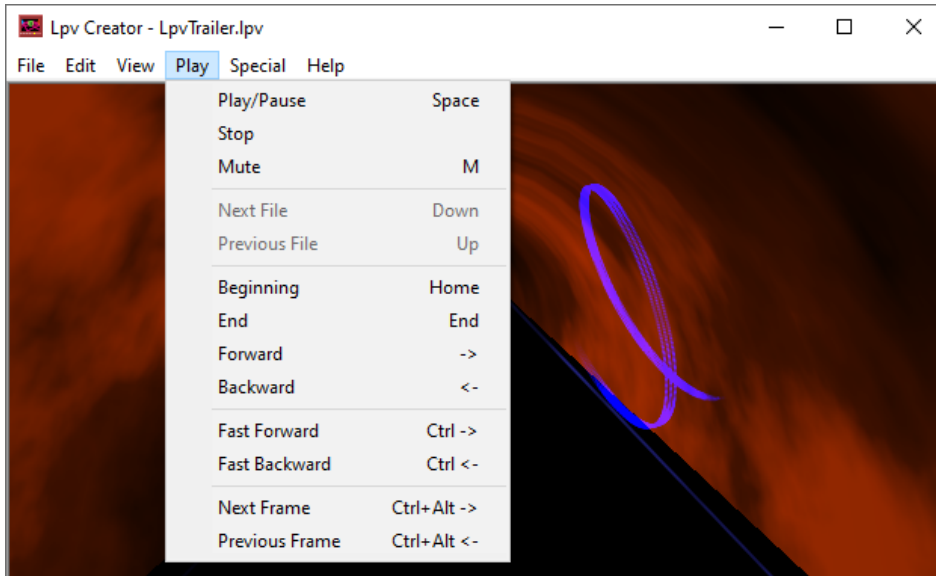 Lpv Creator - LpvTrailer.lpv
File Edit View Play Special Help
Play/Pause Space
Stop
Mute M
Next File Down
Previous File Up
Beginning Home
End End
Forward ->
Backward <-
Fast Forward Ctrl ->
Fast Backward Ctrl <-
Next Frame Ctrl+Alt ->
Previous Frame Ctrl+Alt <-